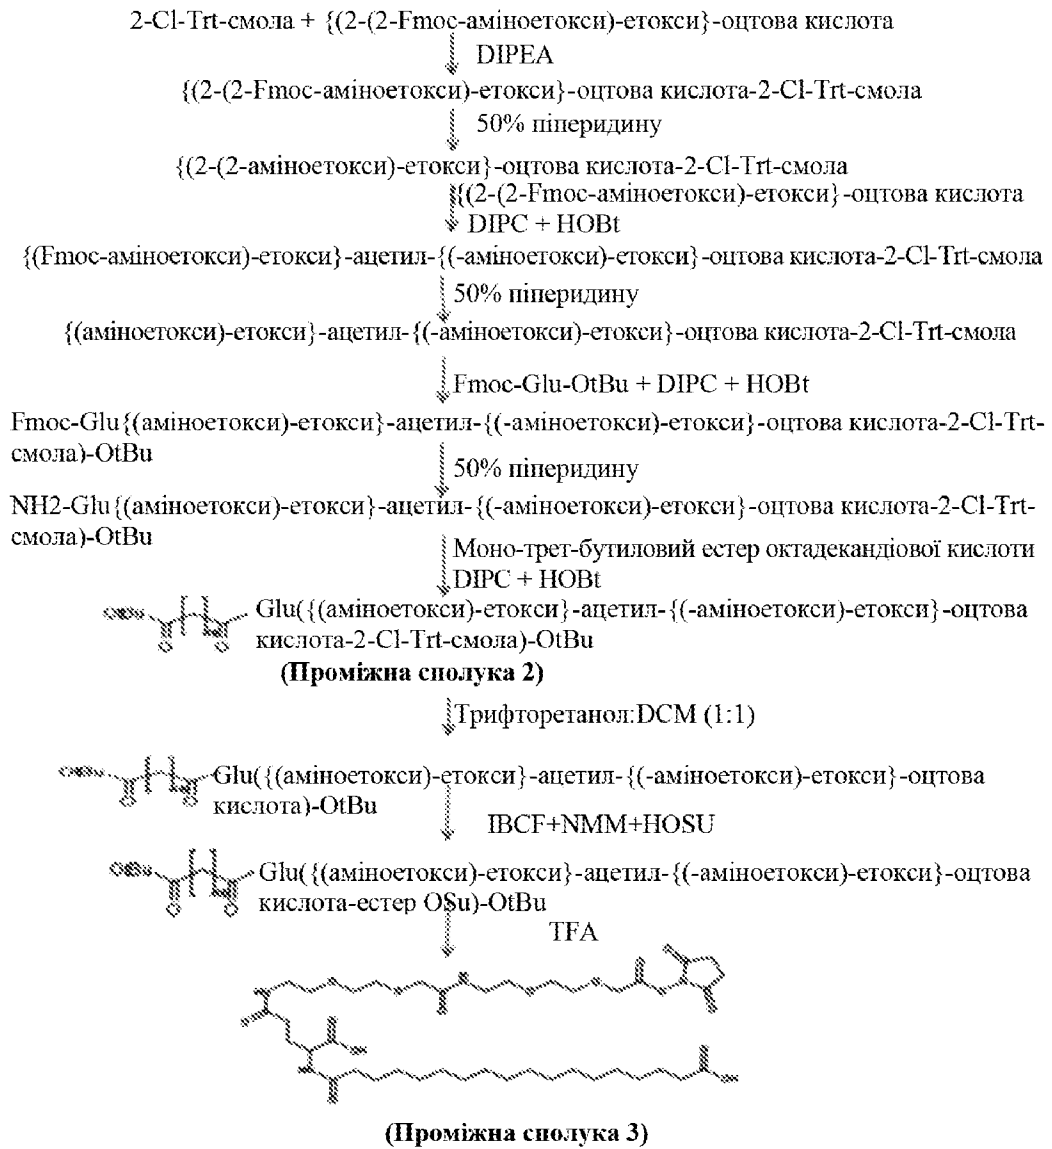 2-Cl-Trt-смола + {(2-(2-Fmoc-аміноетокси)-етокси}-оцтова кислота
DIPEA
{(2-(2-Fmoc-аміноетокси)-етокси}-оцтова кислота-2-Cl-Trt-смола
50% піперидину
{(2-(2-аміноетокси)-етокси}-оцтова кислота-2-Cl-Trt-смола
{(2-(2-Fmoc-аміноетокси)-етокси}-оцтова кислота
DIPC + HOBt
{(Fmoc-аміноетокси)-етокси}-ацетил-{(-аміноетокси)-етокси}-оцтова кислота-2-Cl-Trt-смола
50% піперидину
{(аміноетокси)-етокси}-ацетил-{(-аміноетокси)-етокси}-оцтова кислота-2-Cl-Trt-смола
Fmoc-Glu-OtBu + DIPC + HOBt
Fmoc-Glu{(аміноетокси)-етокси}-ацетил-{(-аміноетокси)-етокси}-оцтова кислота-2-Cl-Trt-
смола)-OtBu
50% піперидину
NH2-Glu{(аміноетокси)-етокси}-ацетил-{(-аміноетокси)-етокси}-оцтова кислота-2-Cl-Trt-
смола)-OtBu
Моно-трет-бутиловий естер октадекандіової кислоти
DIPC + HOBt
Glu({(аміноетокси)-етокси}-ацетил-{(-аміноетокси)-етокси}-оцтова
кислота-2-Cl-Trt-смола)-OtBu
(Проміжна сполука 2)
Трифторетанол:DCM (1:1)
Glu({(аміноетокси)-етокси}-ацетил-{(-аміноетокси)-етокси}-оцтова
кислота)-OtBu
IBCF+NMM+HOSU
Glu({(аміноетокси)-етокси}-ацетил-{(-аміноетокси)-етокси}-оцтова
кислота-естер OSu)-OtBu
TFA
(Проміжна сполука 3)